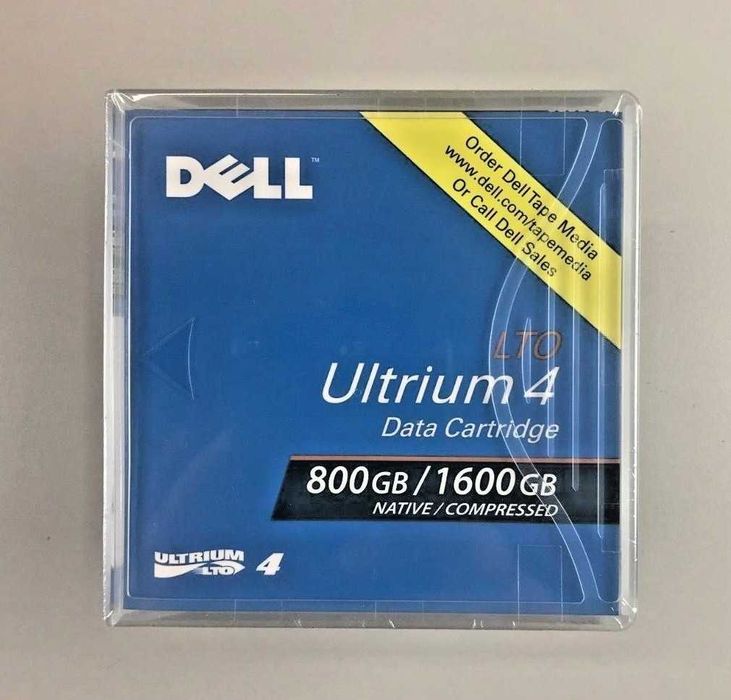 DELL™
Order Dell Tape Media
www.dell.com/tapemedia
Or Call Dell Sales
LTO
Ultrium 4
Data Cartridge
800GB / 1600GB
NATIVE / COMPRESSED
ULTRIUM
LTO 4